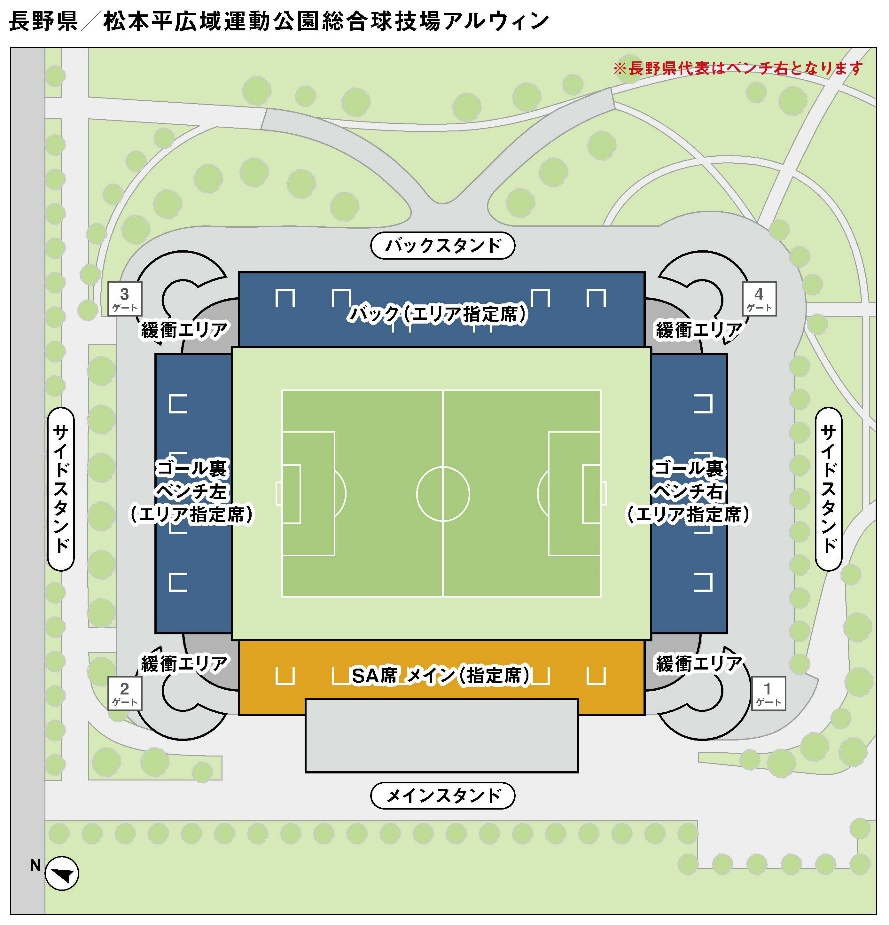 長野県／松本平広域運動公園総合球技場アルウィン
※長野県代表はベンチ右となります
バックスタンド
3
ゲート
4
ゲート
バック（エリア指定席）
緩衝エリア
緩衝エリア
サイドスタンド
サイドスタンド
ゴール裏
ベンチ左
（エリア指定席）
ゴール裏
ベンチ右
（エリア指定席）
緩衝エリア
緩衝エリア
SA席 メイン（指定席）
2
ゲート
1
ゲート
メインスタンド
N